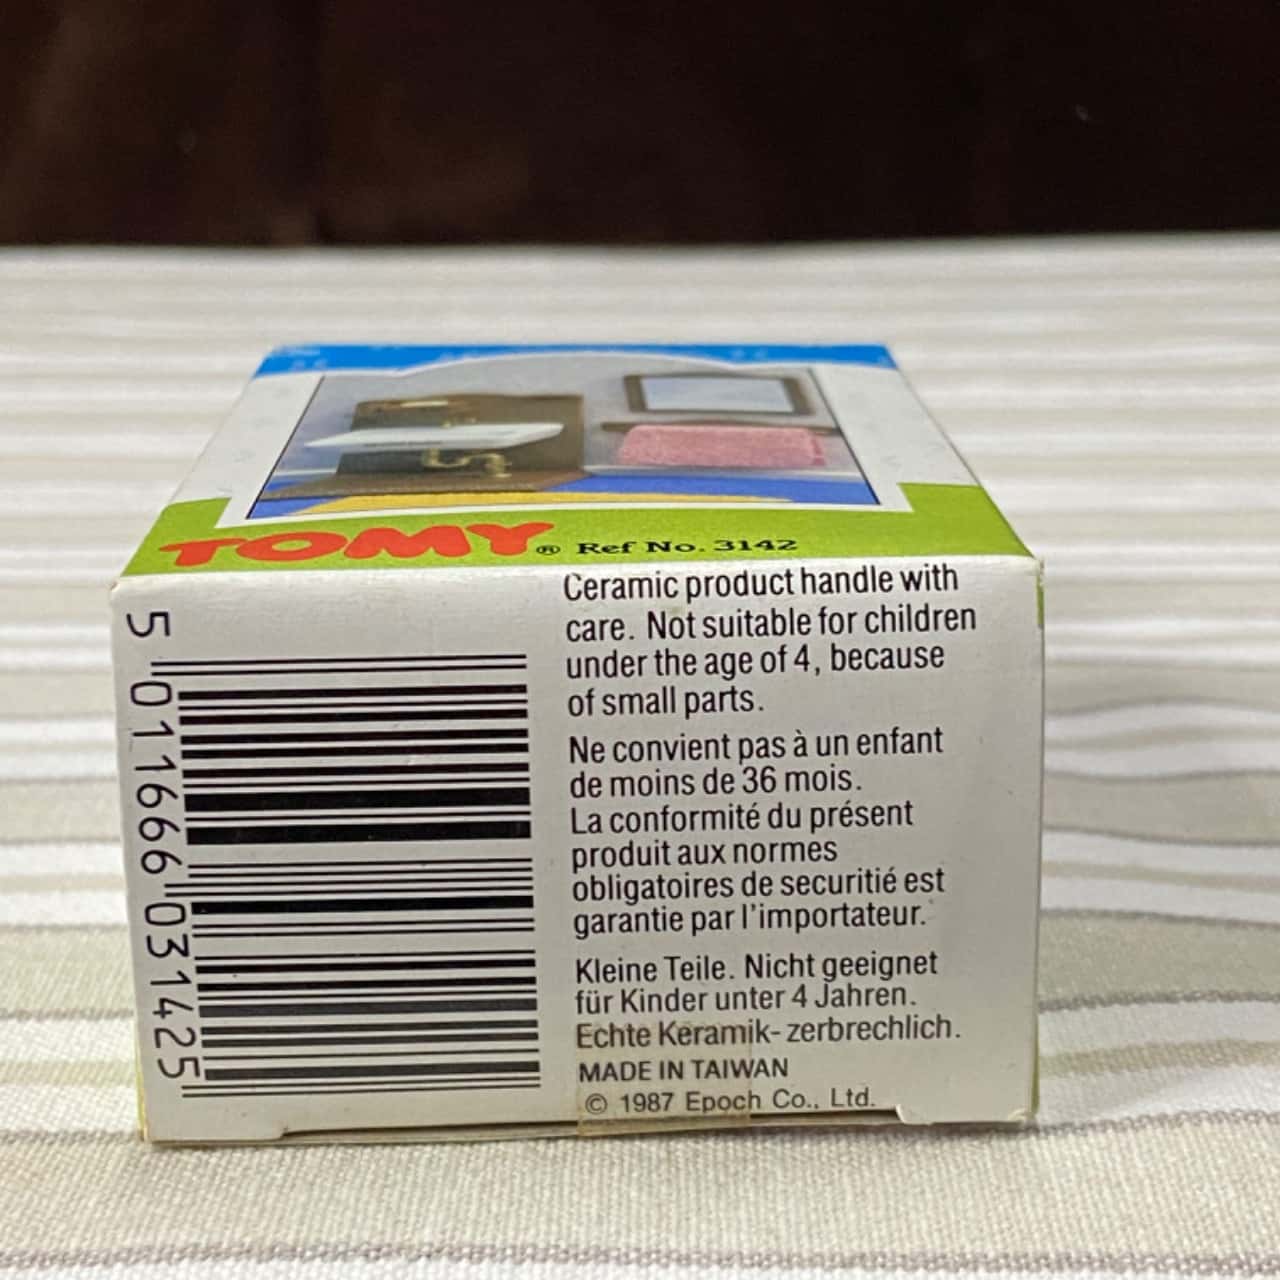 TOMY® Ref No. 3142
Ceramic product handle with
care. Not suitable for children
under the age of 4, because
of small parts.
Ne convient pas à un enfant
de moins de 36 mois.
La conformité du présent
produit aux normes
obligatoires de securitié est
garantie par l'importateur.
Kleine Teile. Nicht geeignet
für Kinder unter 4 Jahren.
Echte Keramik- zerbrechlich.
MADE IN TAIWAN
© 1987 Epoch Co., Ltd.
5 011666 031425